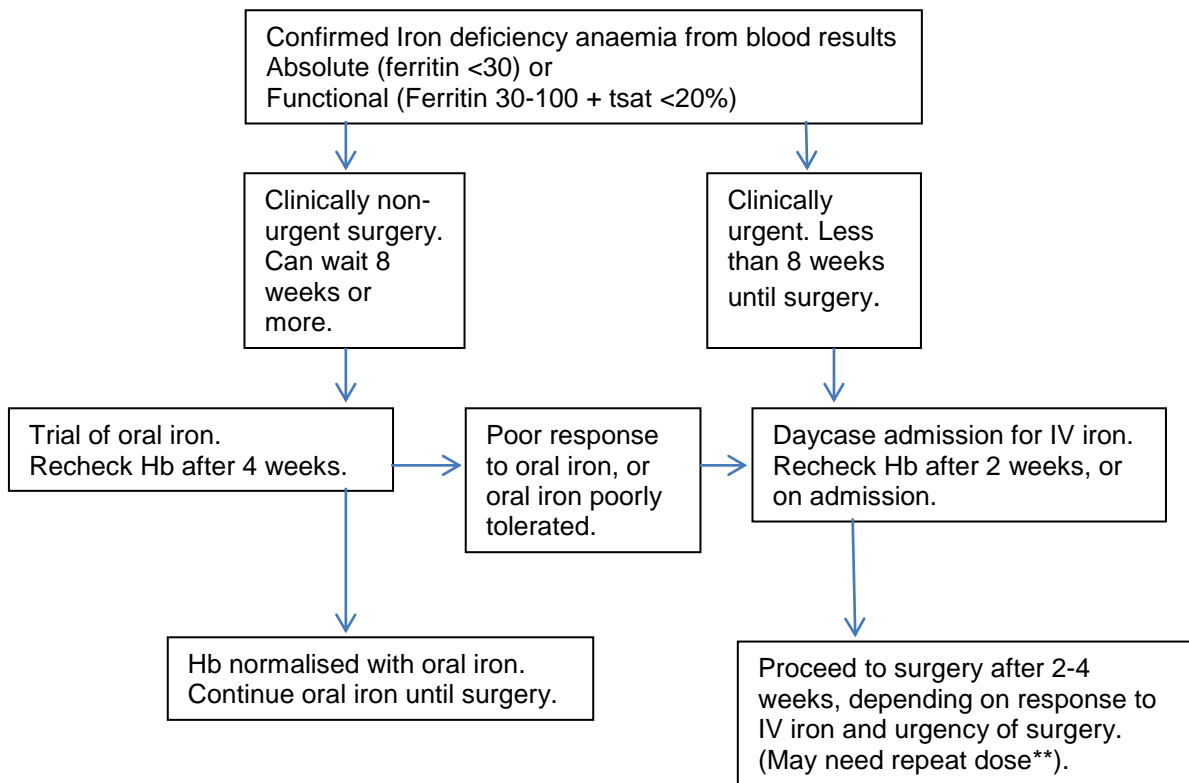 Confirmed Iron deficiency anaemia from blood results
Absolute (ferritin <30) or
Functional (Ferritin 30-100 + tsat <20%)
Clinically non-
urgent surgery.
Can wait 8
weeks or
more.
Clinically
urgent. Less
than 8 weeks
until surgery.
Trial of oral iron.
Recheck Hb after 4 weeks.
Poor response
to oral iron, or
oral iron poorly
tolerated.
Daycase admission for IV iron.
Recheck Hb after 2 weeks, or
on admission.
Hb normalised with oral iron.
Continue oral iron until surgery.
Proceed to surgery after 2-4
weeks, depending on response to
IV iron and urgency of surgery.
(May need repeat dose**).